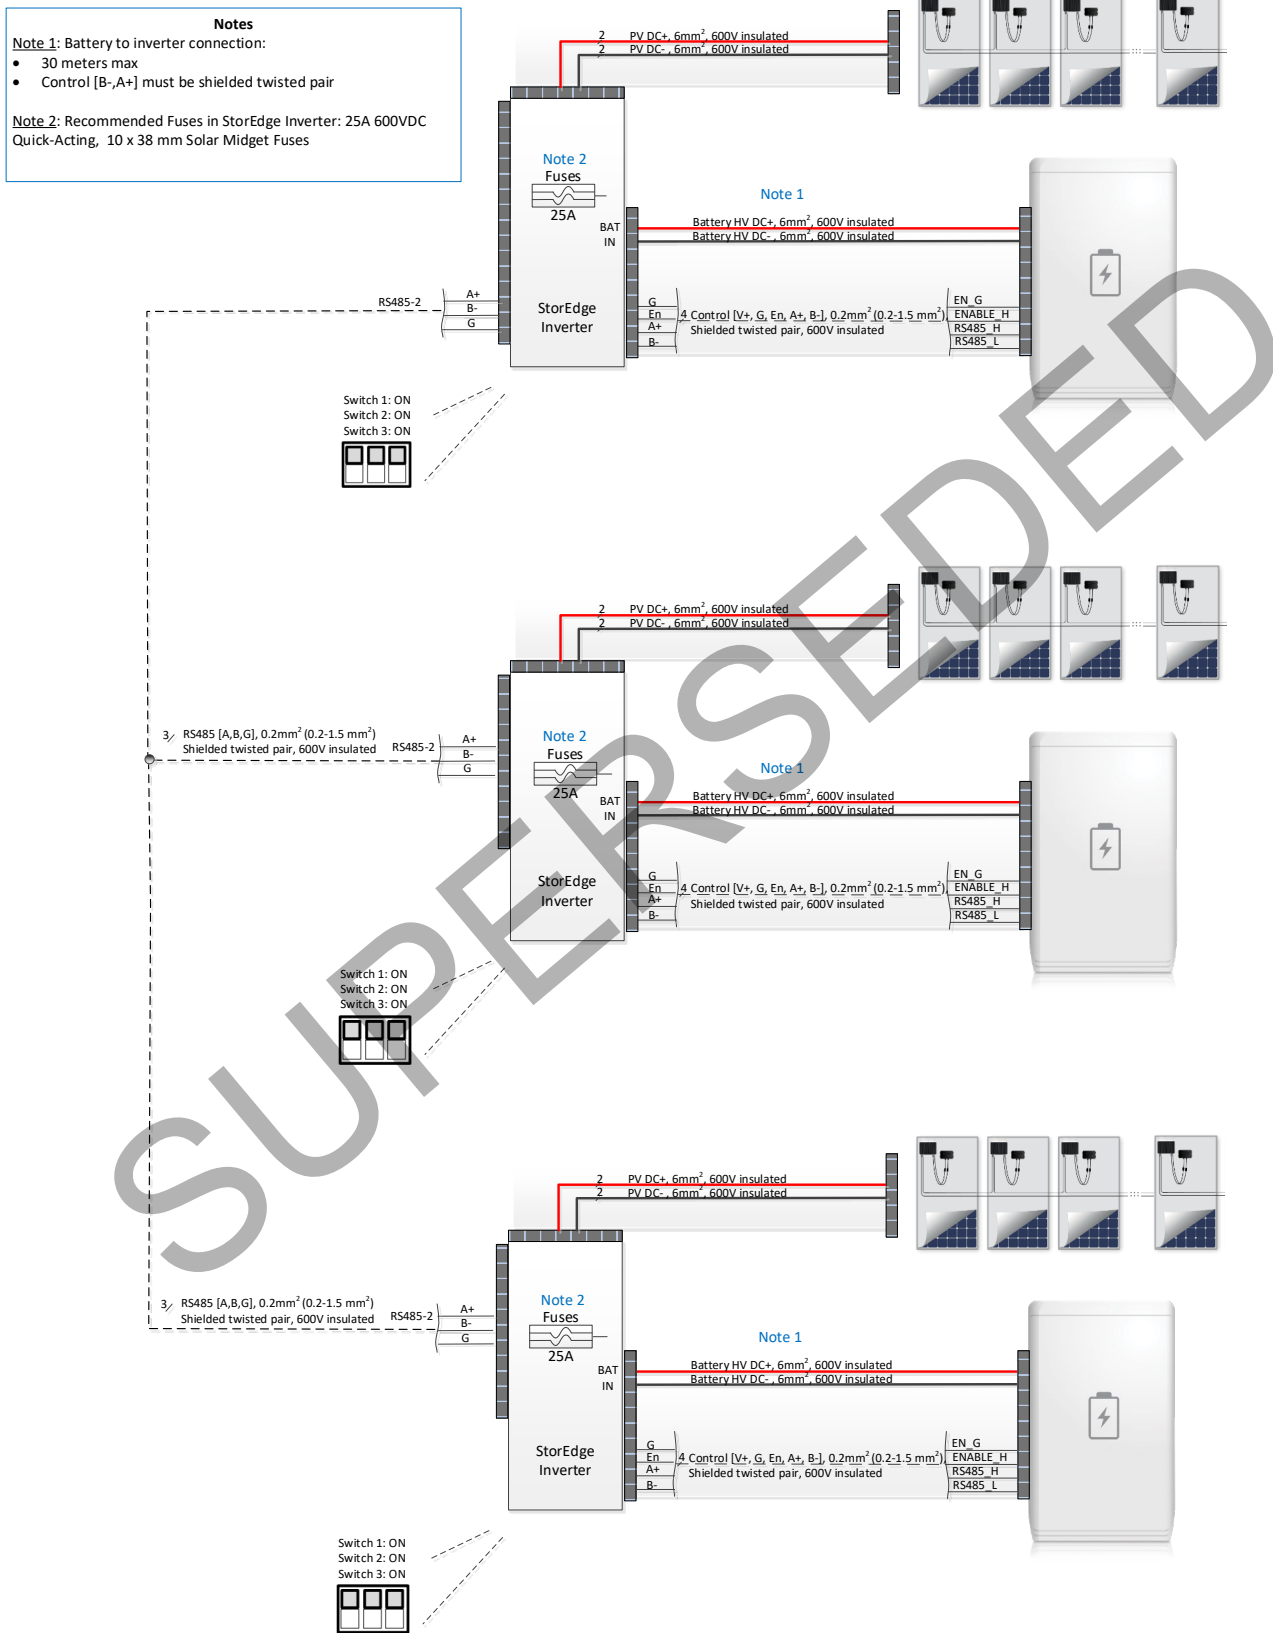 Notes
Note 1: Battery to inverter connection:
• 30 meters max
• Control [B-,A+] must be shielded twisted pair
Note 2: Recommended Fuses in StorEdge Inverter: 25A 600VDC
Quick-Acting, 10 x 38 mm Solar Midget Fuses
2 PV DC+, 6mm², 600V insulated
2 PV DC- , 6mm², 600V insulated
Note 2
Fuses
25A
BAT
IN
StorEdge
Inverter
Note 1
Battery HV DC+, 6mm², 600V insulated
Battery HV DC- , 6mm², 600V insulated
RS485-2
A+
B-
G
G
En
A+
B-
4 Control [V+, G, En, A+, B-], 0.2mm² (0.2-1.5 mm²),
Shielded twisted pair, 600V insulated
EN_G
ENABLE_H
RS485_H
RS485_L
Switch 1: ON
Switch 2: ON
Switch 3: ON
SUPERSEDED
2 PV DC+, 6mm², 600V insulated
2 PV DC- , 6mm², 600V insulated
3 RS485 [A,B,G], 0.2mm² (0.2-1.5 mm²)
Shielded twisted pair, 600V insulated
RS485-2
A+
B-
G
Note 2
Fuses
25A
BAT
IN
StorEdge
Inverter
Note 1
Battery HV DC+, 6mm², 600V insulated
Battery HV DC- , 6mm², 600V insulated
G
En
A+
B-
4 Control [V+, G, En, A+, B-], 0.2mm² (0.2-1.5 mm²),
Shielded twisted pair, 600V insulated
EN_G
ENABLE_H
RS485_H
RS485_L
Switch 1: ON
Switch 2: ON
Switch 3: ON
2 PV DC+, 6mm², 600V insulated
2 PV DC- , 6mm², 600V insulated
3 RS485 [A,B,G], 0.2mm² (0.2-1.5 mm²)
Shielded twisted pair, 600V insulated
RS485-2
A+
B-
G
Note 2
Fuses
25A
BAT
IN
StorEdge
Inverter
Note 1
Battery HV DC+, 6mm², 600V insulated
Battery HV DC- , 6mm², 600V insulated
G
En
A+
B-
4 Control [V+, G, En, A+, B-], 0.2mm² (0.2-1.5 mm²),
Shielded twisted pair, 600V insulated
EN_G
ENABLE_H
RS485_H
RS485_L
Switch 1: ON
Switch 2: ON
Switch 3: ON